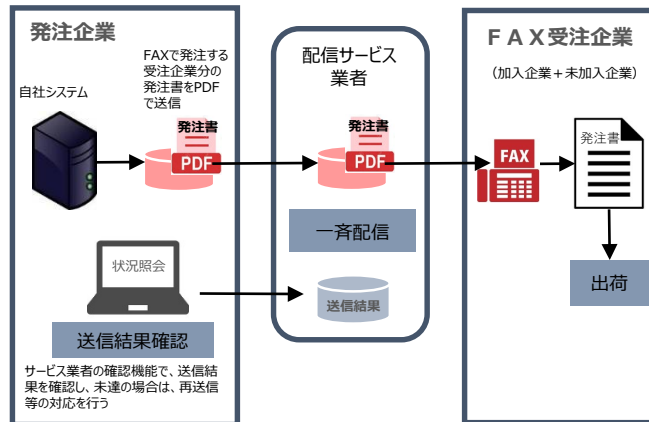 発注企業
FAXで発注する
受注企業分の
発注書をPDF
で送信
自社システム
発注書
PDF
状況照会
送信結果確認
サービス業者の確認機能で、送信結
果を確認し、未達の場合は、再送信
等の対応を行う
配信サービス
業者
発注書
PDF
一斉配信
送信結果
ＦＡＸ受注企業
（加入企業＋未加入企業）
FAX
発注書
出荷